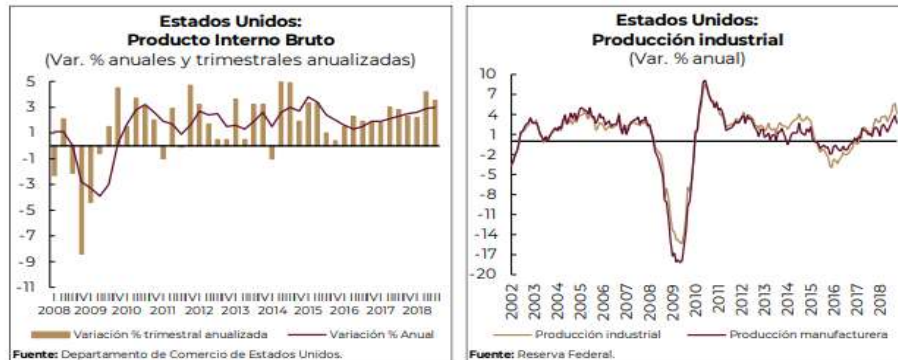 Estados Unidos:
Producto Interno Bruto
(Var. % anuales y trimestrales anualizadas)
5
3
1
-1
-3
-5
-7
-9
-11
2008 2009 2010 2011 2012 2013 2014 2015 2016 2017 2018
Variación % trimestral anualizada
Variación % Anual
Fuente: Departamento de Comercio de Estados Unidos.
Estados Unidos:
Producción industrial
(Var. % anual)
10
7
4
1
-2
-5
-8
-11
-14
-17
-20
2002
2003
2004
2005
2006
2007
2008
2009
2010
2011
2012
2013
2014
2015
2016
2017
2018
Producción industrial
Producción manufacturera
Fuente: Reserva Federal.